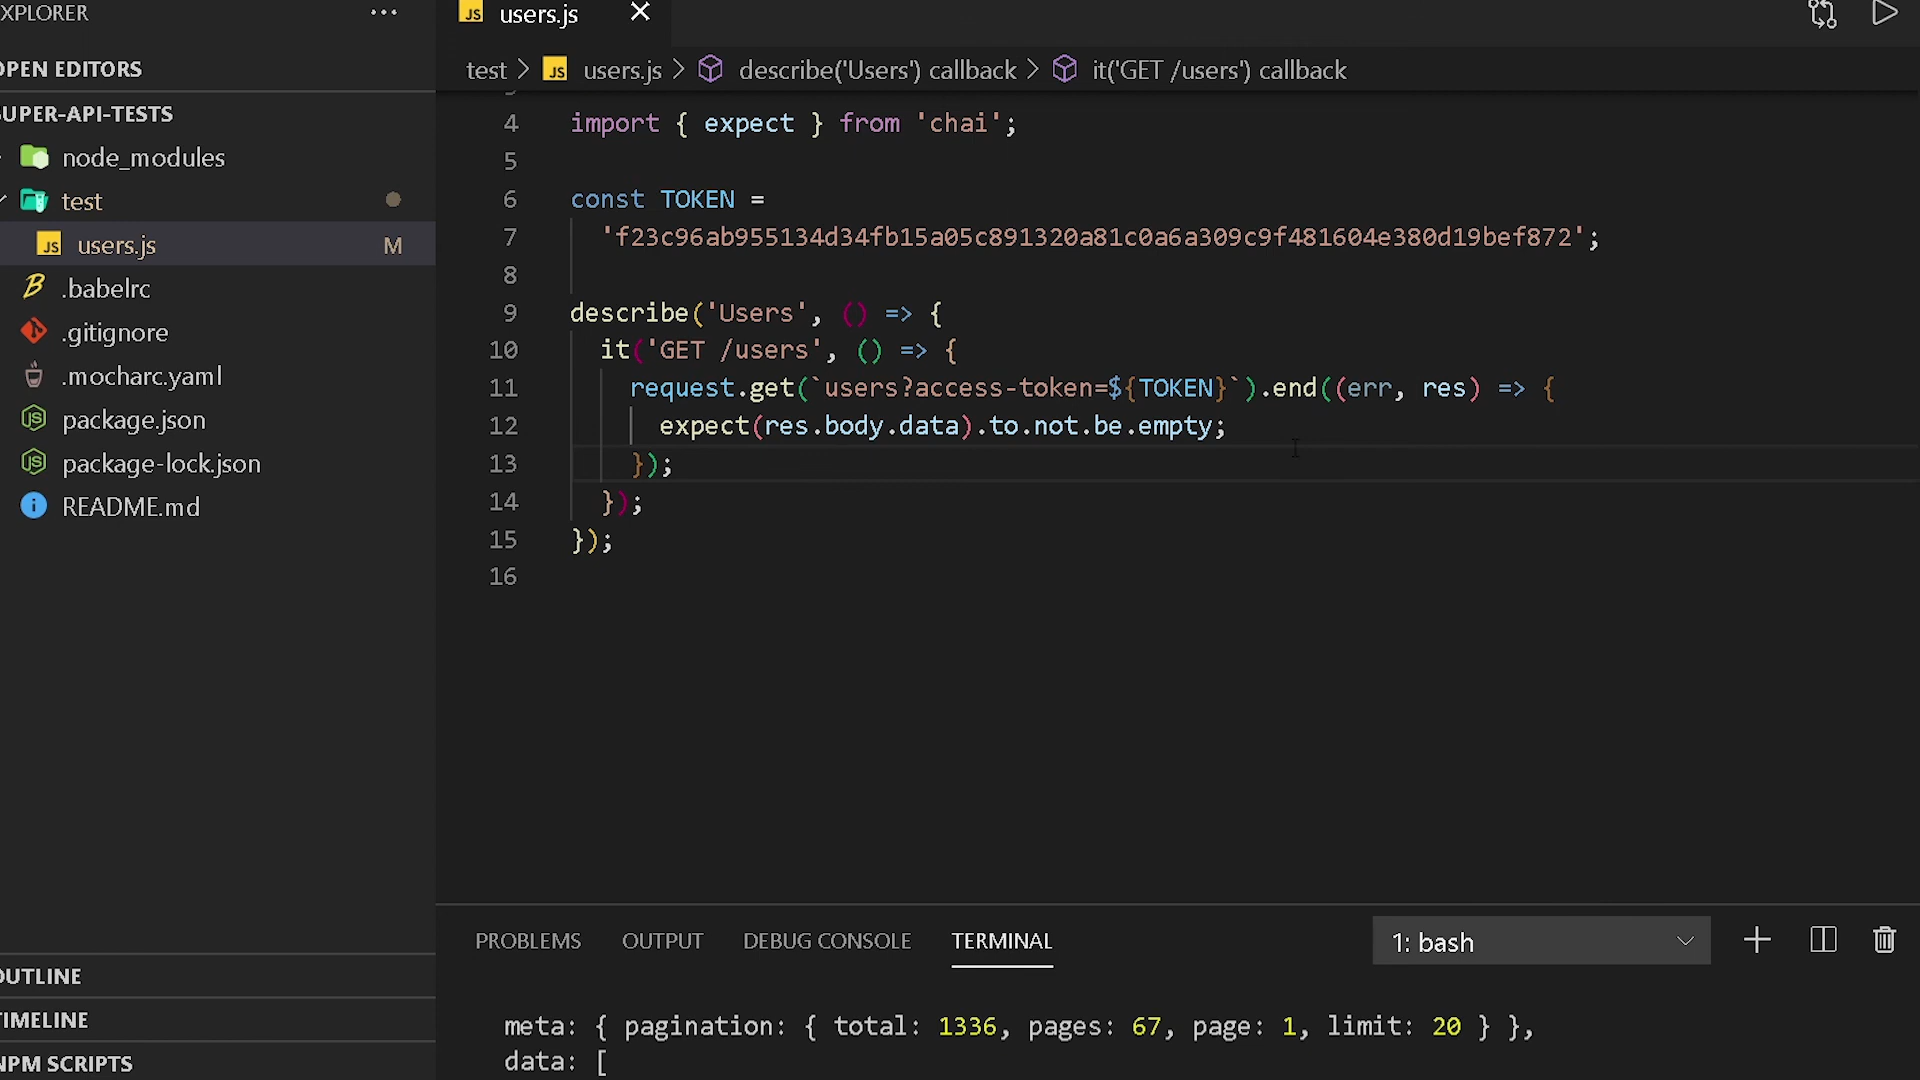 XPLORER
OPEN EDITORS
SUPER-API-TESTS
node_modules
test
JS users.js M
.babelrc
.gitignore
.mocharc.yaml
package.json
package-lock.json
README.md
OUTLINE
TIMELINE
NPM SCRIPTS
JS users.js
test > JS users.js > describe('Users') callback > it('GET /users') callback
4 import { expect } from 'chai';
5
6 const TOKEN =
7 'f23c96ab955134d34fb15a05c891320a81c0a6a309c9f481604e380d19bef872';
8
9 describe('Users', () => {
10 it('GET /users', () => {
11 request.get(`users?access-token=${TOKEN}`).end((err, res) => {
12 expect(res.body.data).to.not.be.empty;
13 });
14 });
15 });
16
PROBLEMS OUTPUT DEBUG CONSOLE TERMINAL 1: bash
meta: { pagination: { total: 1336, pages: 67, page: 1, limit: 20 } },
data: [